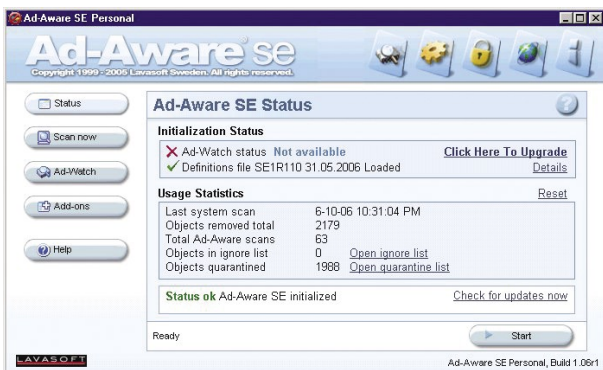 Ad-Aware SE Personal
Ad-Aware SE
Copyright 1999 - 2005 Lavasoft Sweden. All rights reserved.
Status
Scan now
Ad-Watch
Add-ons
Help
Ad-Aware SE Status
Initialization Status
Ad-Watch status Not available Click Here To Upgrade
Definitions file SE1R110 31.05.2006 Loaded Details
Usage Statistics Reset
Last system scan 6-10-06 10:31:04 PM
Objects removed total 2179
Total Ad-Aware scans 63
Objects in ignore list 0 Open ignore list
Objects quarantined 1988 Open quarantine list
Status ok Ad-Aware SE initialized Check for updates now
Ready Start
LAVASOFT
Ad-Aware SE Personal, Build 1.06r1